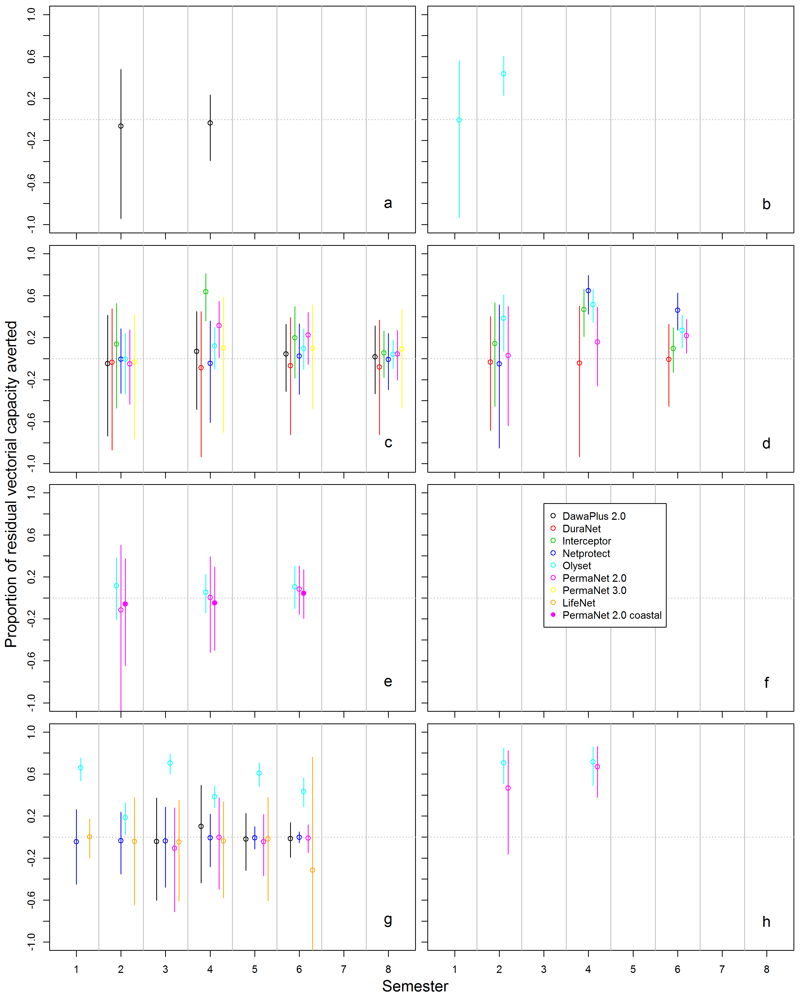 Proportion of residual vectorial capacity averted
1.0
0.6
0.2
-0.2
-0.6
-1.0
a
b
1.0
0.6
0.2
-0.2
-0.6
-1.0
c
d
1.0
0.6
0.2
-0.2
-0.6
-1.0
e
DawaPlus 2.0
DuraNet
Interceptor
Netprotect
Olyset
PermaNet 2.0
PermaNet 3.0
LifeNet
PermaNet 2.0 coastal
f
1.0
0.6
0.2
-0.2
-0.6
-1.0
g
h
1 2 3 4 5 6 7 8
1 2 3 4 5 6 7 8
Semester